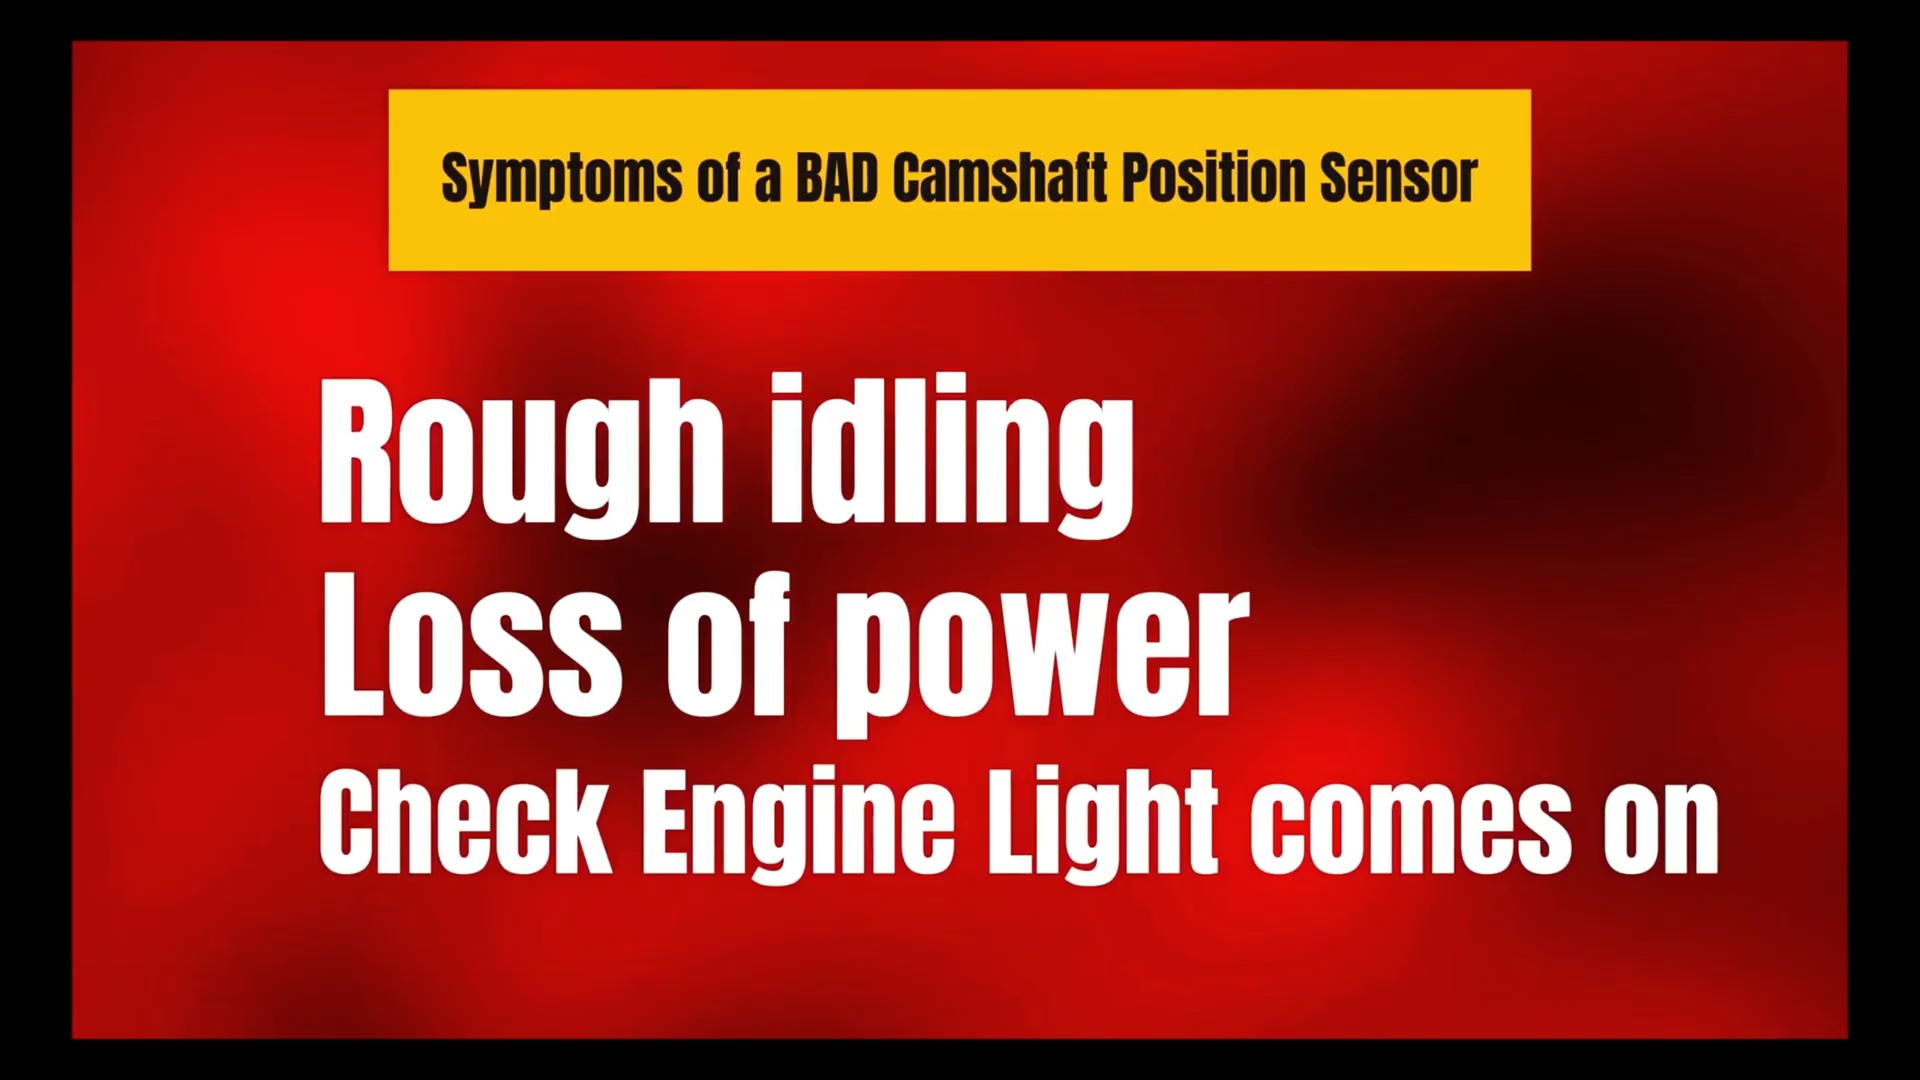 Symptoms of a BAD Camshaft Position Sensor
Rough idling
Loss of power
Check Engine Light comes on